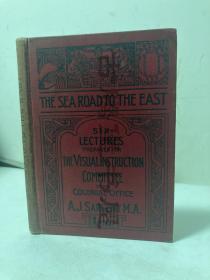 THE SEA ROAD TO THE EAST
SIX
LECTURES
PREPARED FOR
THE VISUAL INSTRUCTION
COMMITTEE
COLONIAL OFFICE
A.J. SARGENT M.A.